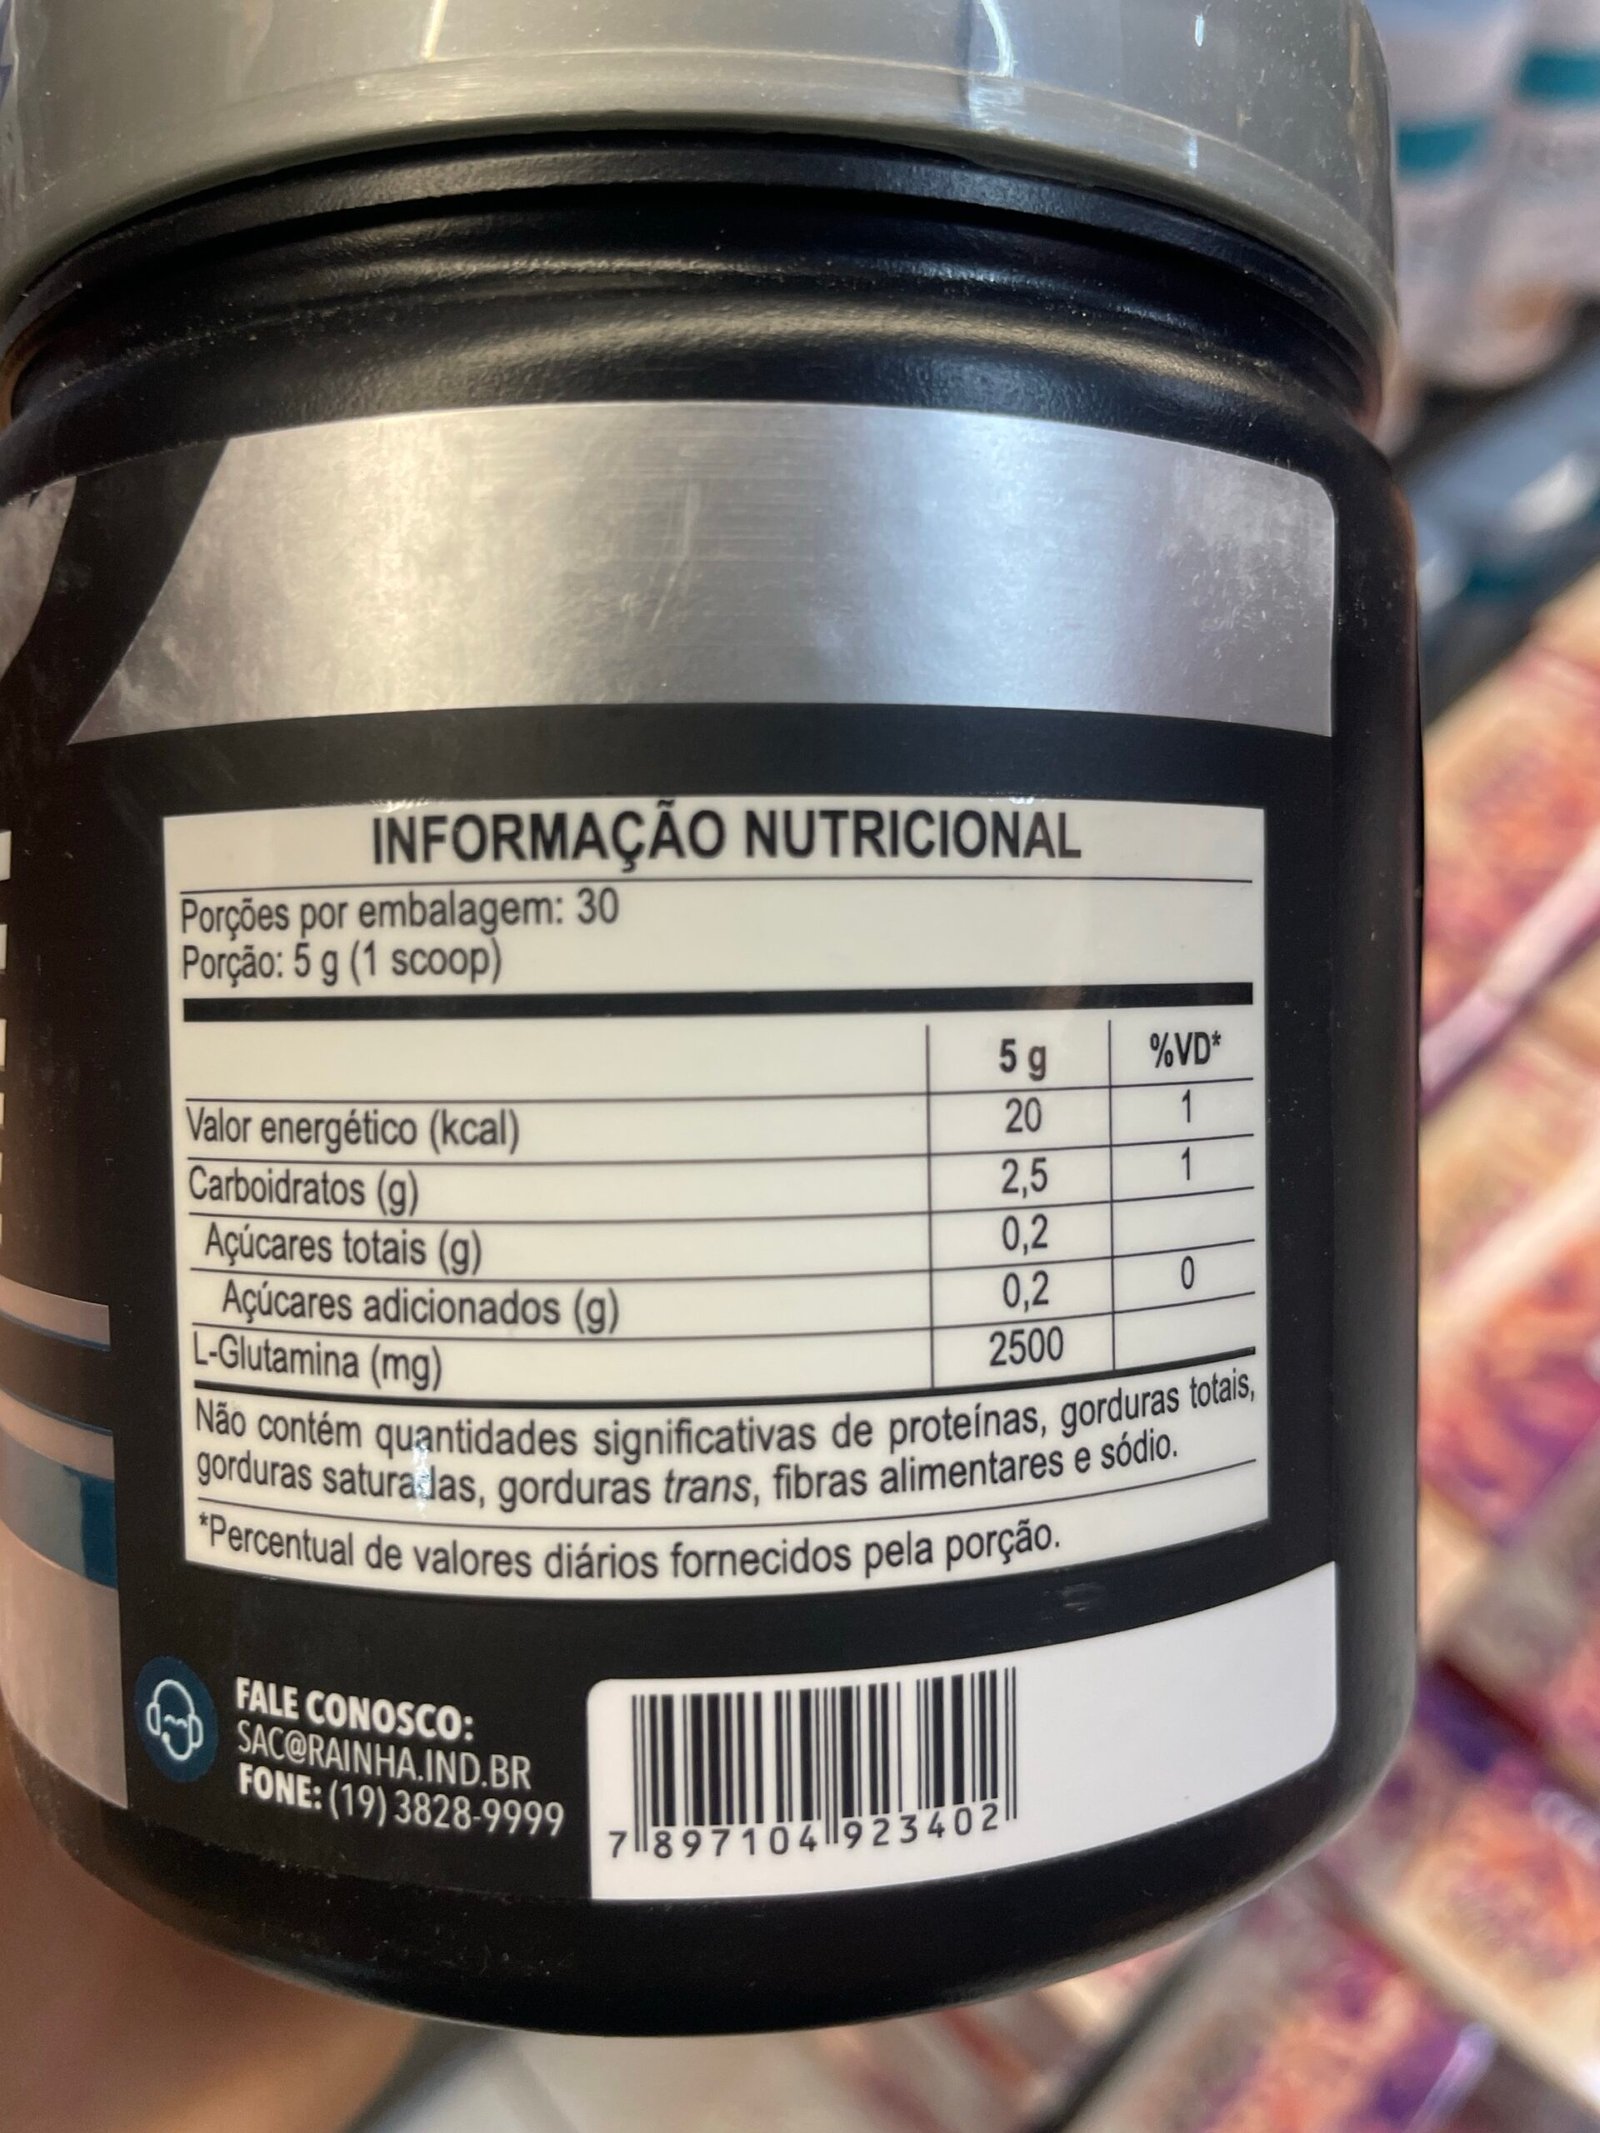 INFORMAÇÃO NUTRICIONAL
Porções por embalagem: 30
Porção: 5 g (1 scoop)
5 g %VD*
Valor energético (kcal) 20 1
Carboidratos (g) 2,5 1
Açúcares totais (g) 0,2
Açúcares adicionados (g) 0,2 0
L-Glutamina (mg) 2500
Não contém quantidades significativas de proteínas, gorduras totais,
gorduras saturadas, gorduras trans, fibras alimentares e sódio.
*Percentual de valores diários fornecidos pela porção.
FALE CONOSCO:
SAC@RAINHA.IND.BR
FONE: (19) 3828-9999
7 897104 923402